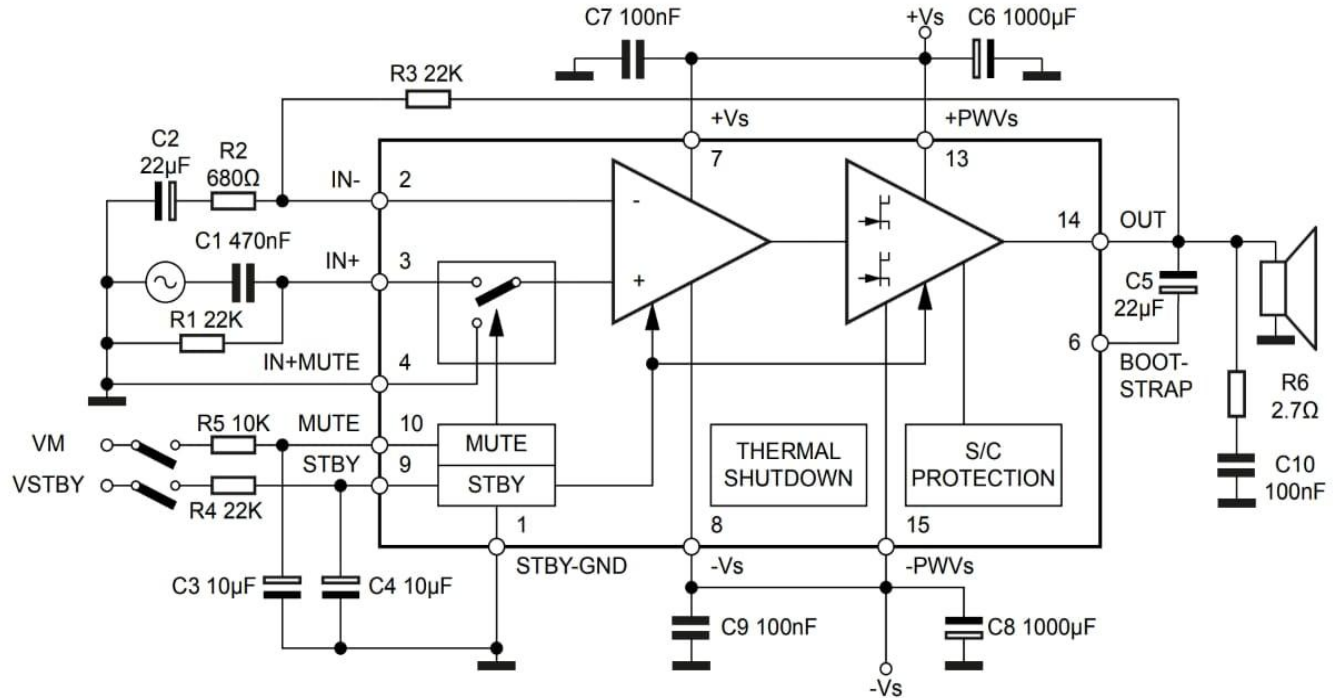 C7 100nF
+Vs
C6 1000µF
R3 22K
+Vs
+PWVs
C2
22µF
R2
680Ω
7
13
IN-
2
-
14
OUT
C1 470nF
IN+
3
+
C5
22µF
R1 22K
6
BOOT-
STRAP
IN+MUTE
4
R6
2.7Ω
VM
R5 10K
MUTE
10
MUTE
THERMAL
SHUTDOWN
S/C
PROTECTION
STBY
9
VSTBY
R4 22K
STBY
C10
100nF
1
8
15
STBY-GND
-Vs
-PWVs
C3 10µF
C4 10µF
C9 100nF
C8 1000µF
-Vs